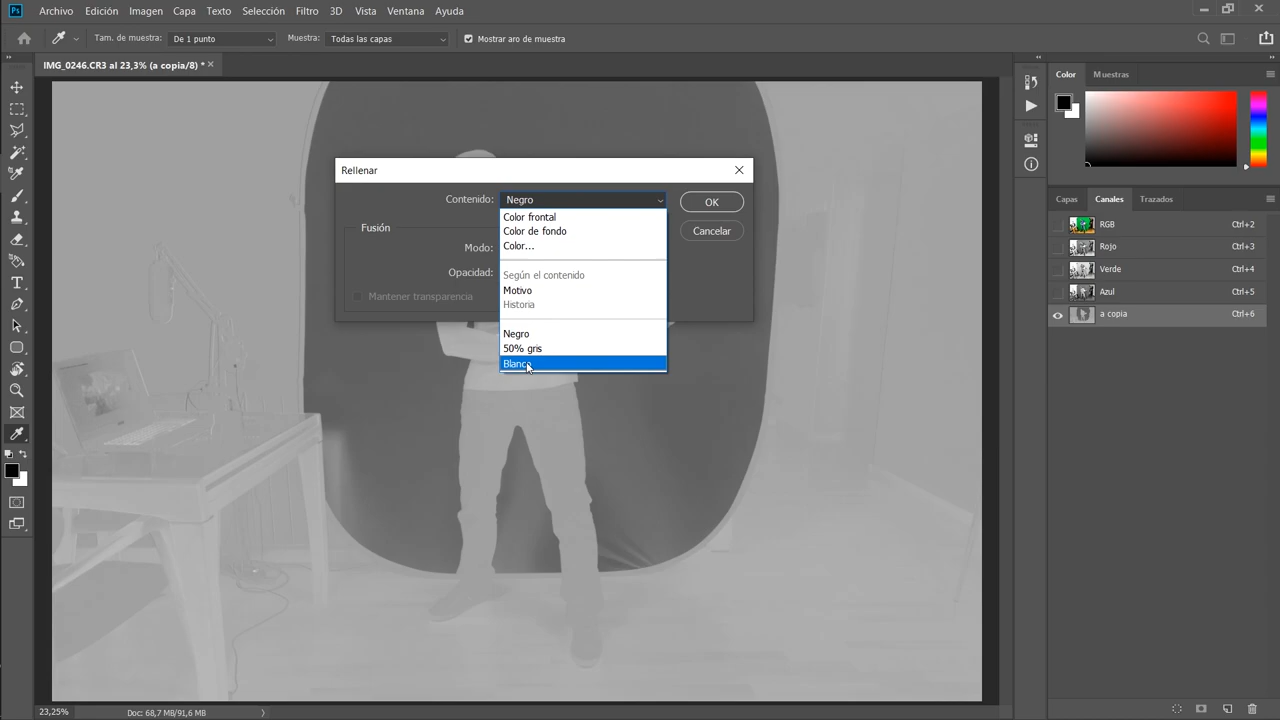 Ps Archivo Edición Imagen Capa Texto Selección Filtro 3D Vista Ventana Ayuda
Tam. de muestra: De 1 punto Muestra: Todas las capas Mostrar aro de muestra
IMG_0246.CR3 al 23,3% (a copia/8) *
Color Muestras
Rellenar
Contenido: Negro OK
Color frontal
Color de fondo
Color...
Según el contenido
Motivo
Historia
Negro
50% gris
Blanco
Fusión
Cancelar
Modo:
Opacidad:
Mantener transparencia
Capas Canales Trazados
RGB Ctrl+2
Rojo Ctrl+3
Verde Ctrl+4
Azul Ctrl+5
a copia Ctrl+6
23,25% Doc: 68,7 MB/91,6 MB